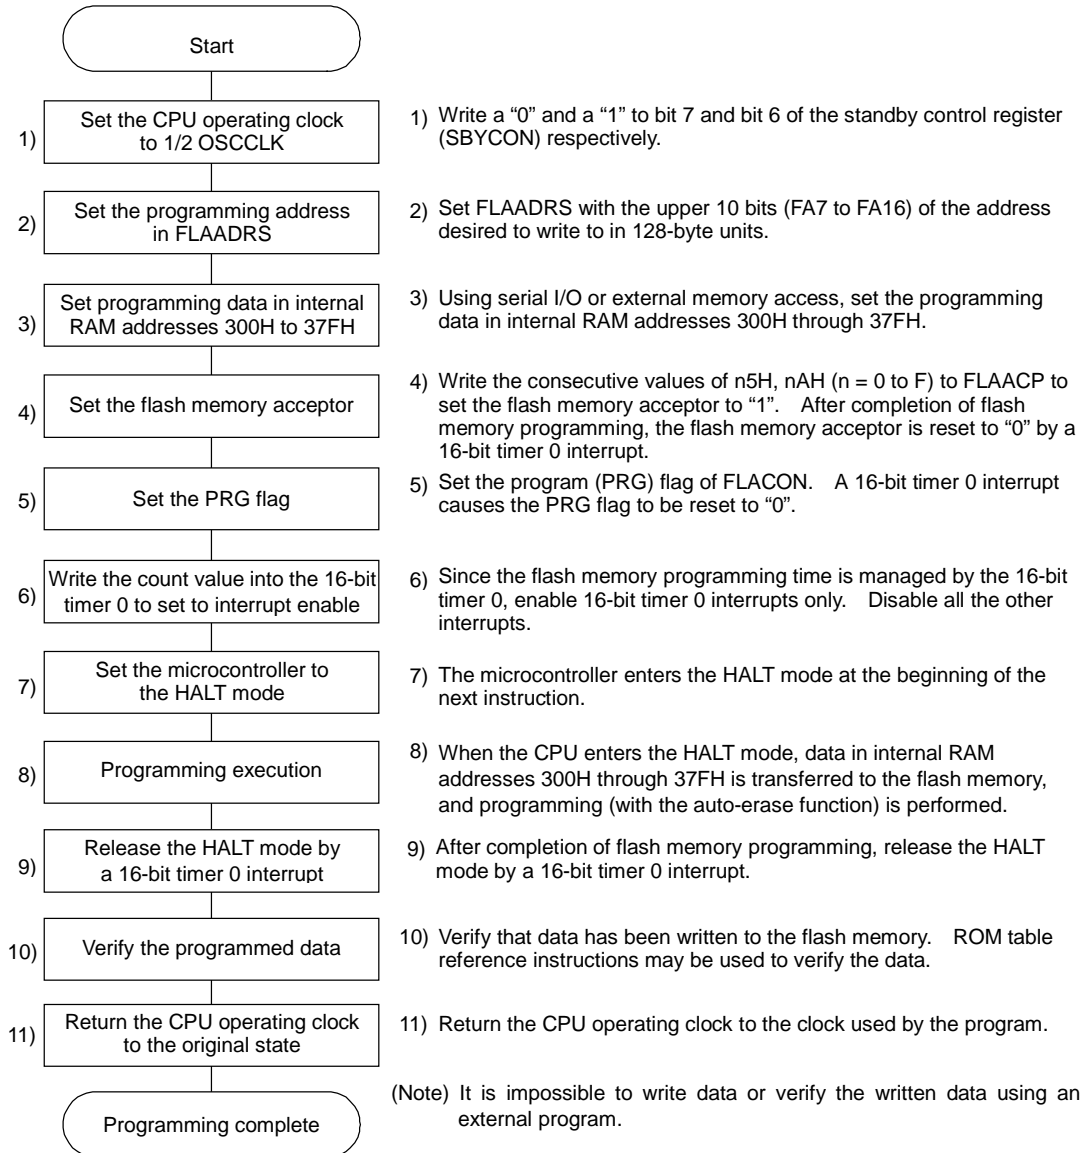 Start
1)
Set the CPU operating clock
to 1/2 OSCCLK
1) Write a “0” and a “1” to bit 7 and bit 6 of the standby control register
(SBYCON) respectively.
2)
Set the programming address
in FLAADRS
2) Set FLAADRS with the upper 10 bits (FA7 to FA16) of the address
desired to write to in 128-byte units.
3)
Set programming data in internal
RAM addresses 300H to 37FH
3) Using serial I/O or external memory access, set the programming
data in internal RAM addresses 300H through 37FH.
4)
Set the flash memory acceptor
4) Write the consecutive values of n5H, nAH (n = 0 to F) to FLAACP to
set the flash memory acceptor to “1”. After completion of flash
memory programming, the flash memory acceptor is reset to “0” by a
16-bit timer 0 interrupt.
5)
Set the PRG flag
5) Set the program (PRG) flag of FLACON. A 16-bit timer 0 interrupt
causes the PRG flag to be reset to “0”.
6)
Write the count value into the 16-bit
timer 0 to set to interrupt enable
6) Since the flash memory programming time is managed by the 16-bit
timer 0, enable 16-bit timer 0 interrupts only. Disable all the other
interrupts.
7)
Set the microcontroller to
the HALT mode
7) The microcontroller enters the HALT mode at the beginning of the
next instruction.
8)
Programming execution
8) When the CPU enters the HALT mode, data in internal RAM
addresses 300H through 37FH is transferred to the flash memory,
and programming (with the auto-erase function) is performed.
9)
Release the HALT mode by
a 16-bit timer 0 interrupt
9) After completion of flash memory programming, release the HALT
mode by a 16-bit timer 0 interrupt.
10)
Verify the programmed data
10) Verify that data has been written to the flash memory. ROM table
reference instructions may be used to verify the data.
11)
Return the CPU operating clock
to the original state
11) Return the CPU operating clock to the clock used by the program.
Programming complete
(Note) It is impossible to write data or verify the written data using an
external program.